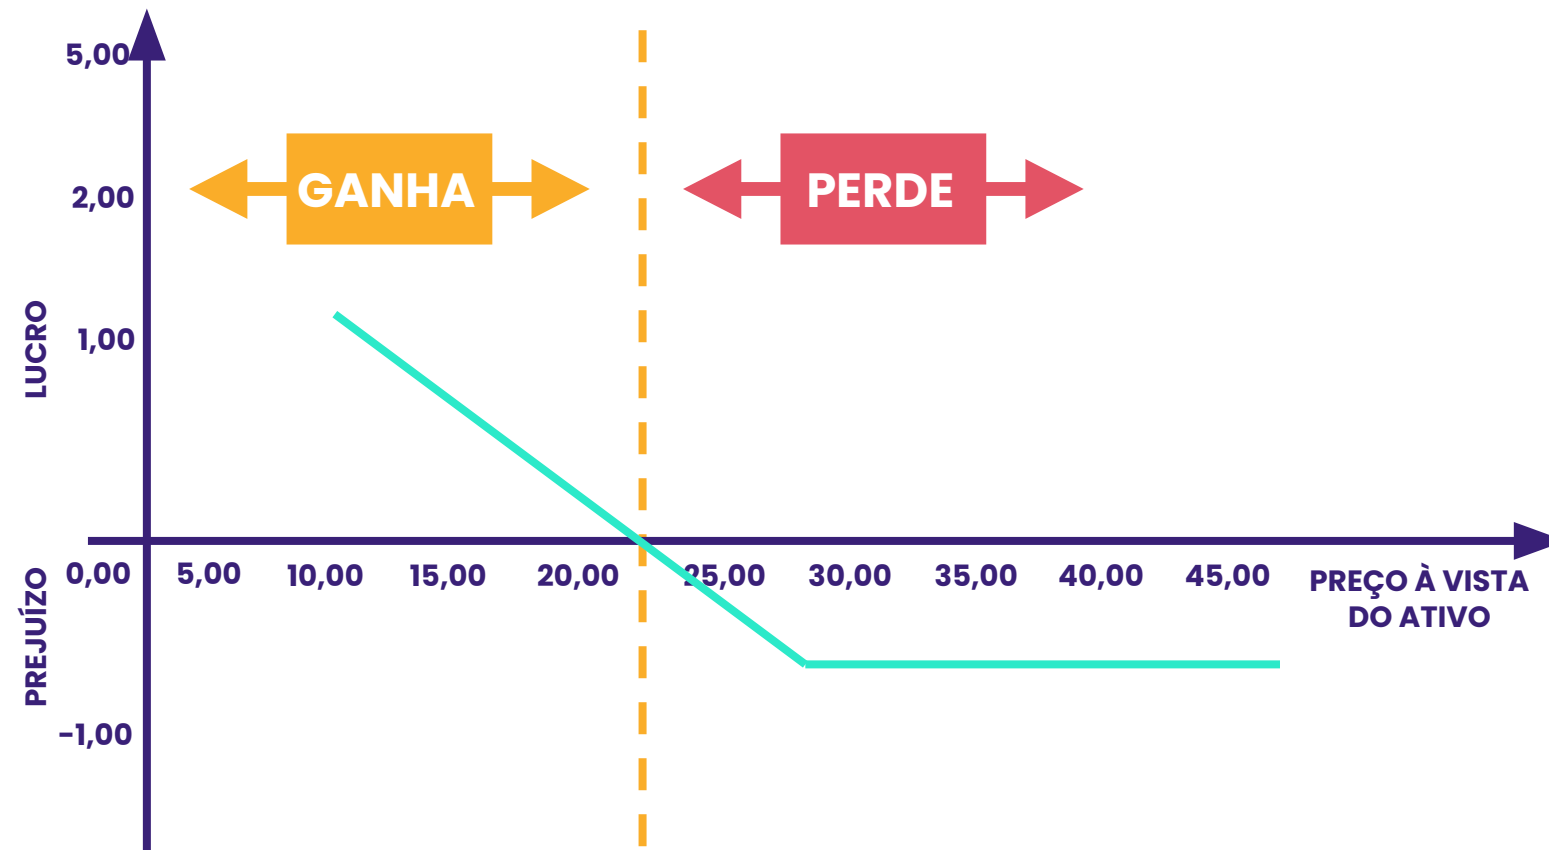 5,00
GANHA
PERDE
2,00
LUCRO
1,00
0,00 5,00 10,00 15,00 20,00 25,00 30,00 35,00 40,00 45,00
PREÇO À VISTA
DO ATIVO
PREJUÍZO
-1,00